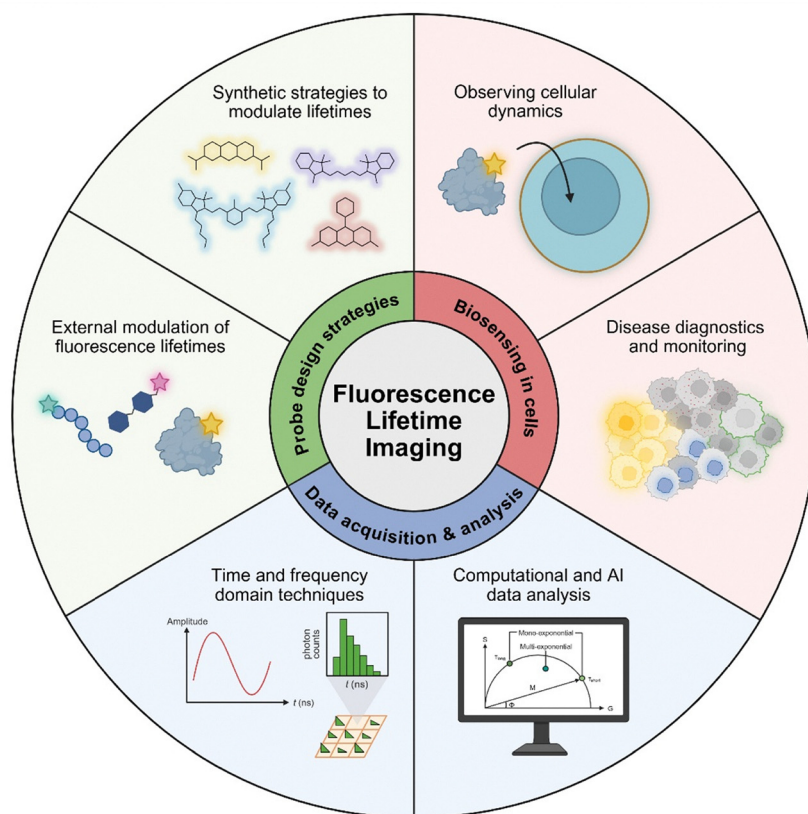 Synthetic strategies to
modulate lifetimes
Observing cellular
dynamics
External modulation of
fluorescence lifetimes
Disease diagnostics
and monitoring
Probe design strategies
Biosensing in cells
Fluorescence
Lifetime
Imaging
Data acquisition & analysis
Time and frequency
domain techniques
Amplitude
t (ns)
photon
counts
t (ns)
Computational and AI
data analysis
Mono-exponential
Multi-exponential
S
τlong
τshort
M
Φ
G